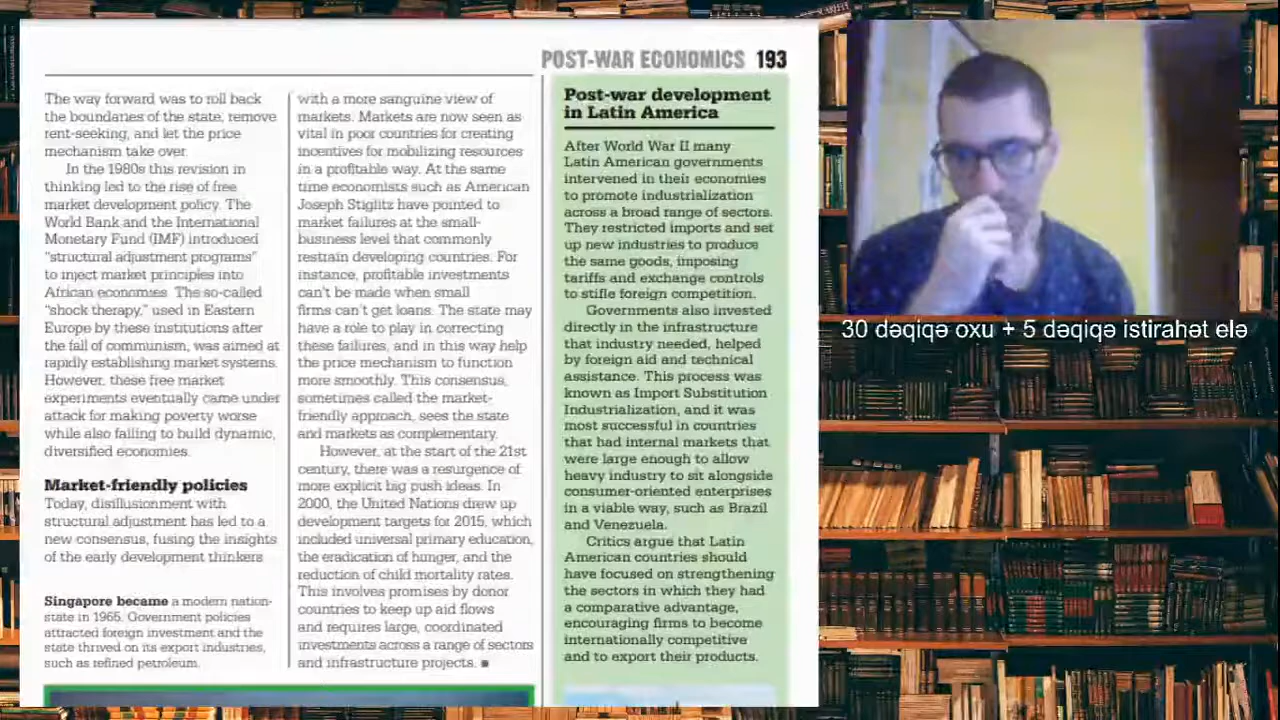 POST-WAR ECONOMICS 193
The way forward was to roll back
the boundaries of the state, remove
rent-seeking, and let the price
mechanism take over.
In the 1980s this revision in
thinking led to the rise of free
market development policy. The
World Bank and the International
Monetary Fund (IMF) introduced
"structural adjustment programs"
to inject market principles into
African economies. The so-called
"shock therapy," used in Eastern
Europe by these institutions after
the fall of communism, was aimed at
rapidly establishing market systems.
However, these free market
experiments eventually came under
attack for making poverty worse
while also failing to build dynamic,
diversified economies.
Market-friendly policies
Today, disillusionment with
structural adjustment has led to a
new consensus, fusing the insights
of the early development thinkers
Singapore became a modern nation-
state in 1965. Government policies
attracted foreign investment and the
state thrived on its export industries,
such as refined petroleum.
with a more sanguine view of
markets. Markets are now seen as
vital in poor countries for creating
incentives for mobilizing resources
in a profitable way. At the same
time economists such as American
Joseph Stiglitz have pointed to
market failures at the small-
business level that commonly
restrain developing countries. For
instance, profitable investments
can't be made when small
firms can't get loans. The state may
have a role to play in correcting
these failures, and in this way help
the price mechanism to function
more smoothly. This consensus,
sometimes called the market-
friendly approach, sees the state
and markets as complementary.
However, at the start of the 21st
century, there was a resurgence of
more explicit big push ideas. In
2000, the United Nations drew up
development targets for 2015, which
included universal primary education,
the eradication of hunger, and the
reduction of child mortality rates.
This involves promises by donor
countries to keep up aid flows
and requires large, coordinated
investments across a range of sectors
and infrastructure projects. ■
Post-war development
in Latin America
After World War II many
Latin American governments
intervened in their economies
to promote industrialization
across a broad range of sectors.
They restricted imports and set
up new industries to produce
the same goods, imposing
tariffs and exchange controls
to stifle foreign competition.
Governments also invested
directly in the infrastructure
that industry needed, helped
by foreign aid and technical
assistance. This process was
known as Import Substitution
Industrialization, and it was
most successful in countries
that had internal markets that
were large enough to allow
heavy industry to sit alongside
consumer-oriented enterprises
in a viable way, such as Brazil
and Venezuela.
Critics argue that Latin
American countries should
have focused on strengthening
the sectors in which they had
a comparative advantage,
encouraging firms to become
internationally competitive
and to export their products.
30 dəqiqə oxu + 5 dəqiqə istirahət elə